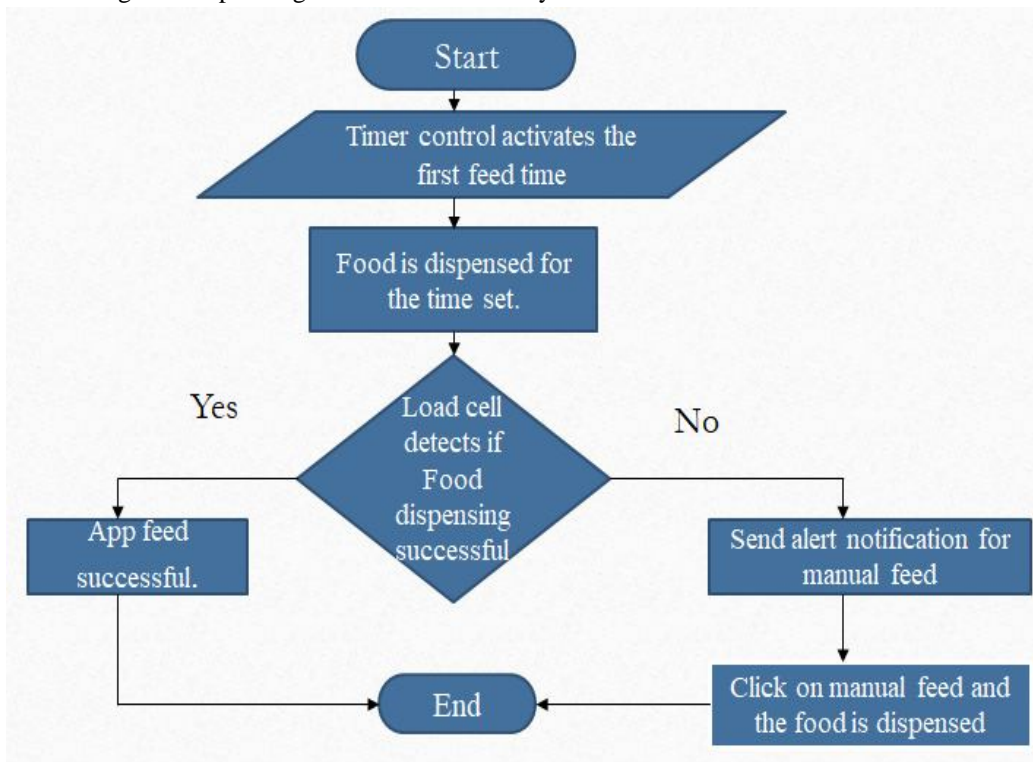 Start
Timer control activates the
first feed time
Food is dispensed for
the time set.
Yes
Load cell
detects if
Food
dispensing
successful
No
App feed
successful.
Send alert notification for
manual feed
End
Click on manual feed and
the food is dispensed